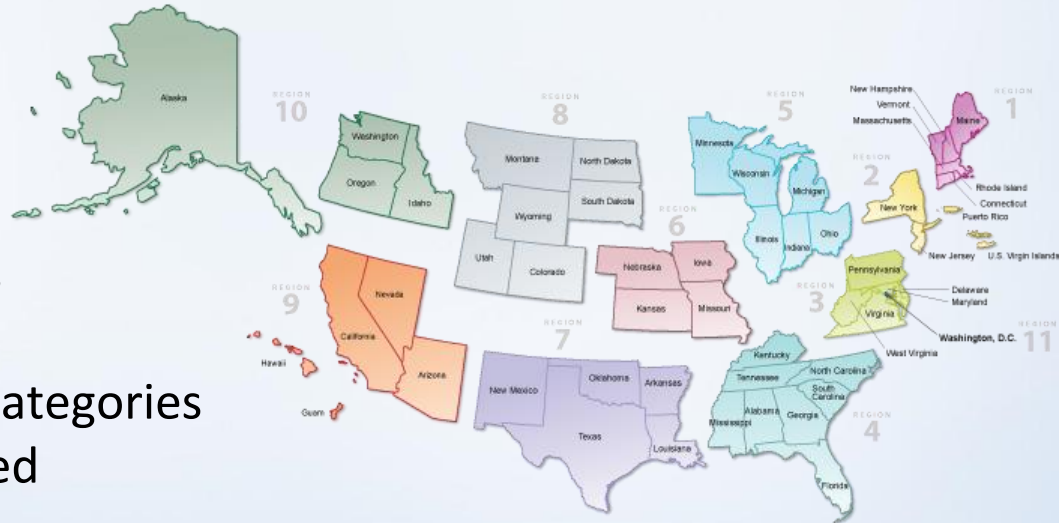 Alaska
REGION
10
Washington
Oregon
Idaho
REGION
8
Montana
North Dakota
South Dakota
Wyoming
Utah
Colorado
REGION
5
Minnesota
Wisconsin
Michigan
Illinois
Indiana
Ohio
New Hampshire
Vermont
Massachusetts
Maine
REGION
1
Rhode Island
Connecticut
REGION
2
New York
Puerto Rico
New Jersey
U.S. Virgin Islands
REGION
6
Nebraska
Iowa
Kansas
Missouri
REGION
3
Pennsylvania
Virginia
Delaware
Maryland
Washington, D.C.
West Virginia
REGION
11
REGION
9
Nevada
California
Arizona
Hawaii
Guam
REGION
7
New Mexico
Oklahoma
Arkansas
Texas
Louisiana
Kentucky
Tennessee
North Carolina
South
Carolina
Mississippi
Alabama
Georgia
Florida
REGION
4
ategories
ed